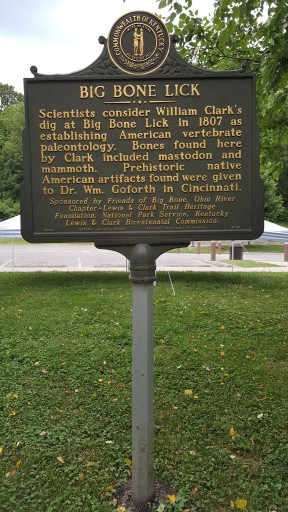 COMMONWEALTH OF KENTUCKY
BIG BONE LICK
Scientists consider William Clark's
dig at Big Bone Lick in 1807 as
establishing American vertebrate
paleontology. Bones found here
by Clark included mastodon and
mammoth. Prehistoric native
American artifacts found were given
to Dr. Wm. Goforth in Cincinnati.
Sponsored by Friends of Big Bone, Ohio River
Chapter-Lewis & Clark Trail Heritage
Foundation, National Park Service, Kentucky
Lewis & Clark Bicentennial Commission.